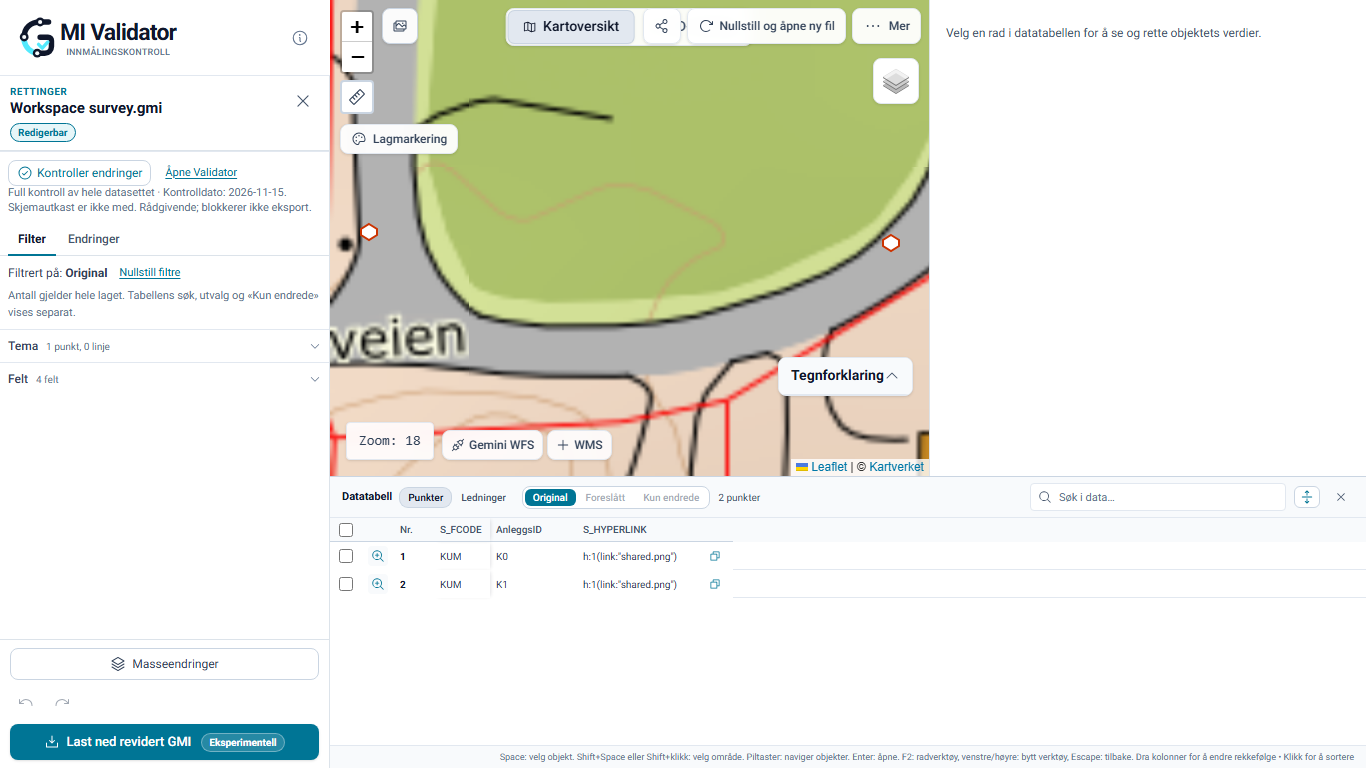 MI Validator
INNMÅLINGSKONTROLL
RETTINGER
Workspace survey.gmi
Redigerbar
Kontroller endringer
Åpne Validator
Full kontroll av hele datasettet · Kontrolldato: 2026-11-15.
Skjemautkast er ikke med. Rådgivende; blokkerer ikke eksport.
Filter
Endringer
Filtrert på: Original
Nullstill filtre
Antall gjelder hele laget. Tabellens søk, utvalg og «Kun endrede»
vises separat.
Tema 1 punkt, 0 linje
Felt 4 felt
Masseendringer
Last ned revidert GMI Eksperimentell
+
−
Kartoversikt
Nullstill og åpne ny fil
Mer
Lagmarkering
veien
Tegnforklaring
Zoom: 18
Gemini WFS
WMS
Leaflet | © Kartverket
Velg en rad i datatabellen for å se og rette objektets verdier.
Datatabell Punkter Ledninger Original Foreslått Kun endrede 2 punkter
Søk i data...
Nr. S_FCODE AnleggsID S_HYPERLINK
1 KUM K0 h:1(link:"shared.png")
2 KUM K1 h:1(link:"shared.png")
Space: velg objekt. Shift+Space eller Shift+klikk: velg område. Piltaster: naviger objekter. Enter: åpne. F2: radverktøy, venstre/høyre: bytt verktøy, Escape: tilbake. Dra kolonner for å endre rekkefølge • Klikk for å sortere